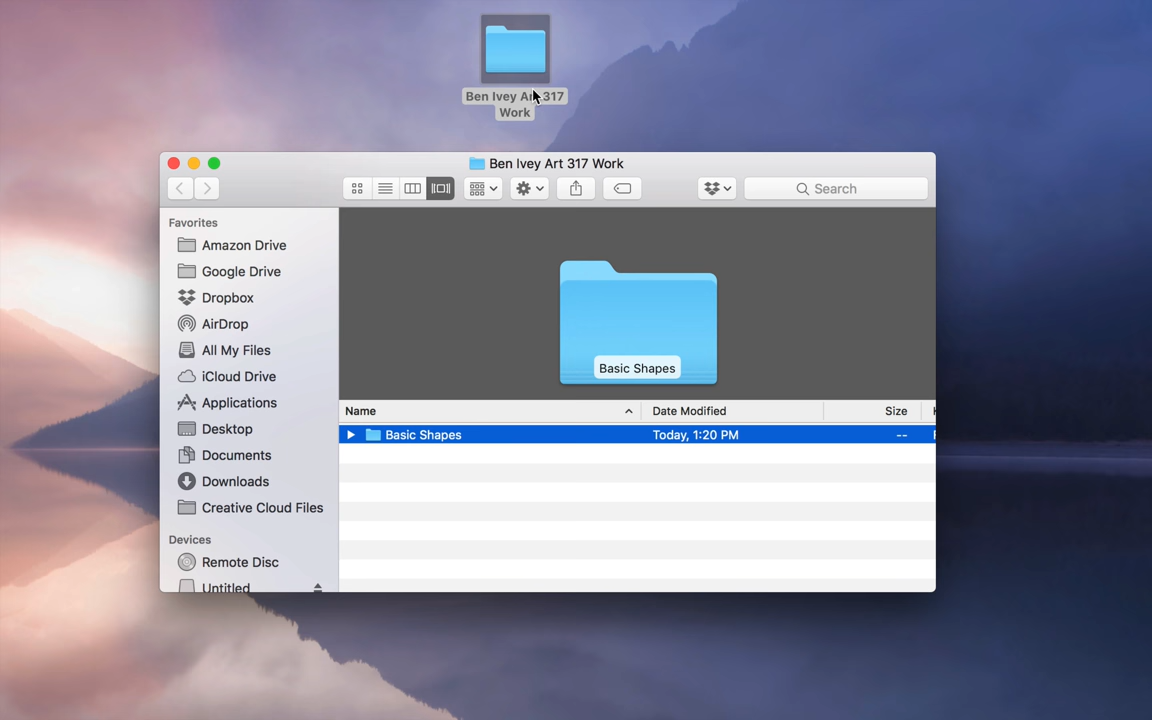 Ben Ivey Art 317
Work
Ben Ivey Art 317 Work
Search
Favorites
Amazon Drive
Google Drive
Dropbox
AirDrop
All My Files
iCloud Drive
Applications
Desktop
Documents
Downloads
Creative Cloud Files
Devices
Remote Disc
Untitled
Basic Shapes
Name Date Modified Size
Basic Shapes Today, 1:20 PM --